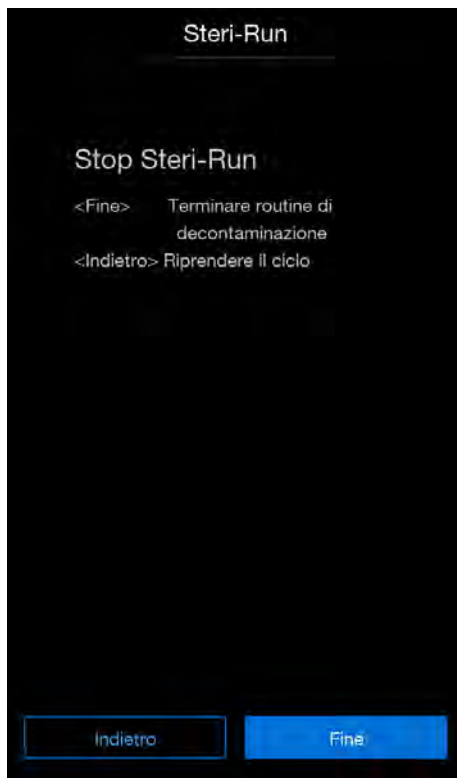 Steri-Run
Stop Steri-Run
<Fine> Terminare routine di
decontaminazione
<Indietro> Riprendere il ciclo
Indietro
Fine